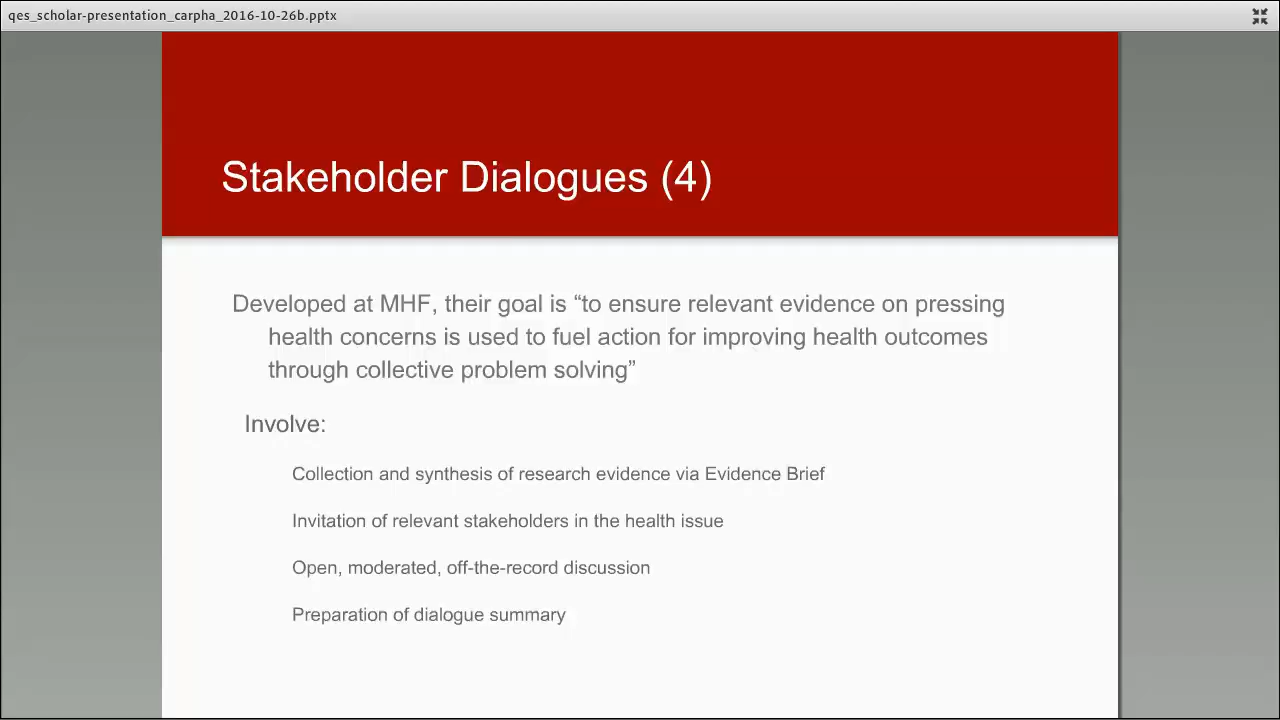 qes_scholar-presentation_carpha_2016-10-26b.pptx
Stakeholder Dialogues (4)
Developed at MHF, their goal is “to ensure relevant evidence on pressing
health concerns is used to fuel action for improving health outcomes
through collective problem solving”
Involve:
Collection and synthesis of research evidence via Evidence Brief
Invitation of relevant stakeholders in the health issue
Open, moderated, off-the-record discussion
Preparation of dialogue summary